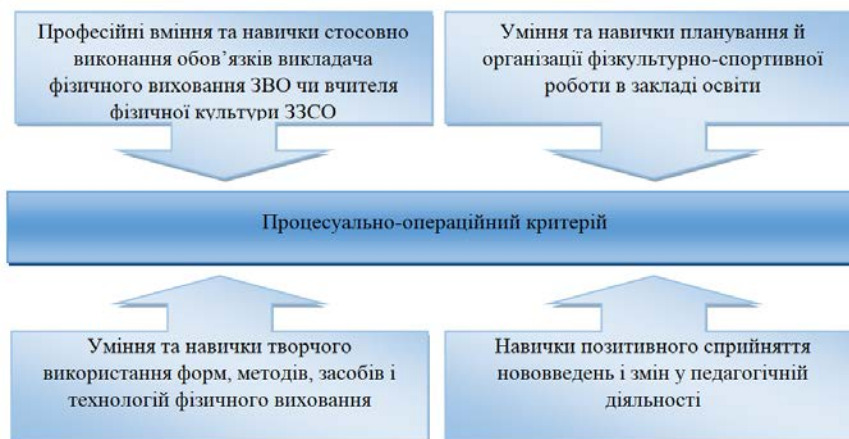 Професійні вміння та навички стосовно
виконання обов’язків викладача
фізичного виховання ЗВО чи вчителя
фізичної культури ЗЗСО
Уміння та навички планування й
організації фізкультурно-спортивної
роботи в закладі освіти
Процесуально-операційний критерій
Уміння та навички творчого
використання форм, методів, засобів і
технологій фізичного виховання
Навички позитивного сприйняття
нововведень і змін у педагогічній
діяльності